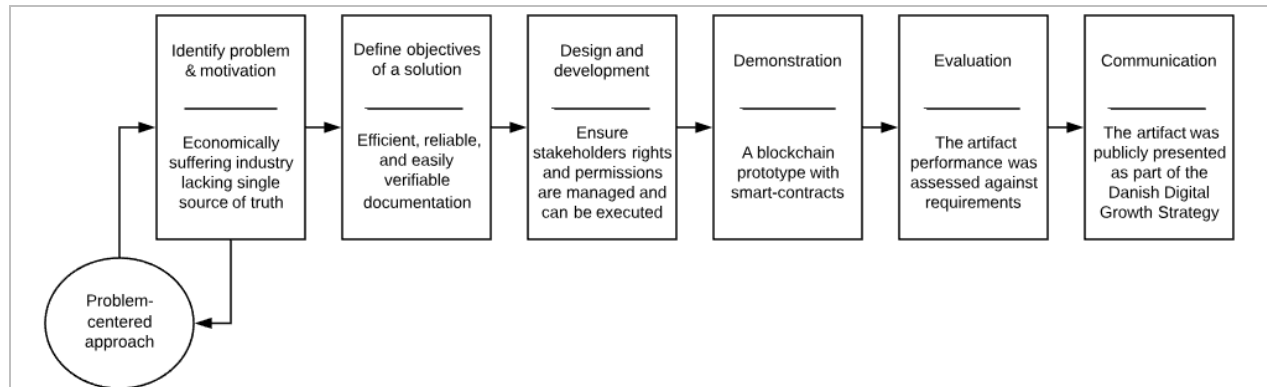 Identify problem
& motivation
Economically
suffering industry
lacking single
source of truth
Define objectives
of a solution
Efficient, reliable,
and easily
verifiable
documentation
Design and
development
Ensure
stakeholders rights
and permissions
are managed and
can be executed
Demonstration
A blockchain
prototype with
smart-contracts
Evaluation
The artifact
performance was
assessed against
requirements
Communication
The artifact was
publicly presented
as part of the
Danish Digital
Growth Strategy
Problem-
centered
approach